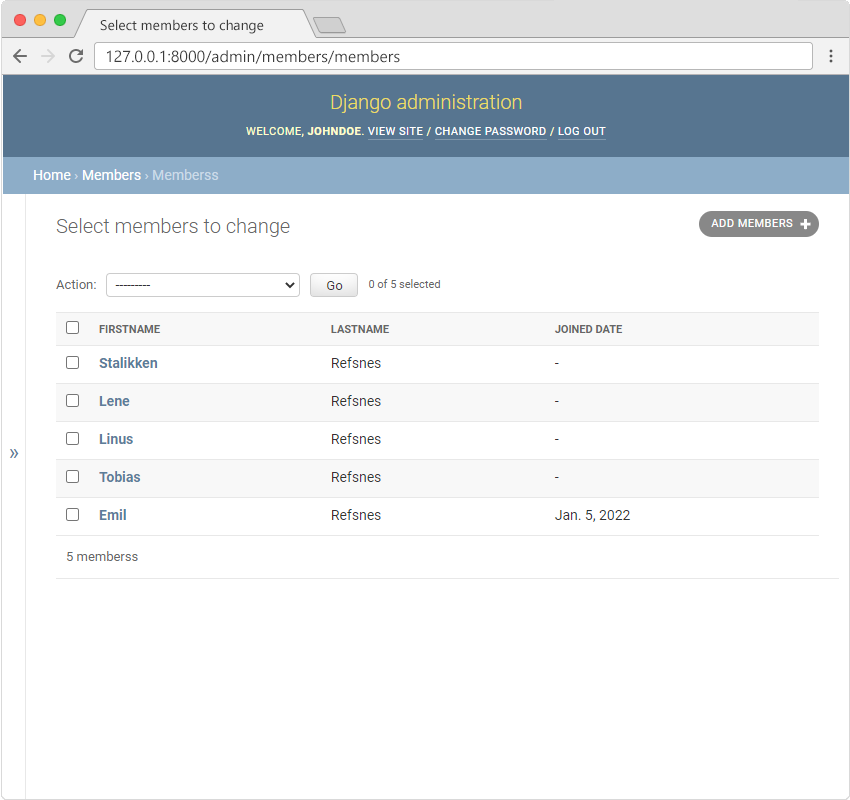 Select members to change
127.0.0.1:8000/admin/members/members
Django administration
WELCOME, JOHNDOE. VIEW SITE / CHANGE PASSWORD / LOG OUT
Home › Members › Memberss
Select members to change
ADD MEMBERS +
Action: --------- Go 0 of 5 selected
FIRSTNAME LASTNAME JOINED DATE
Stalikken Refsnes -
Lene Refsnes -
Linus Refsnes -
»
Tobias Refsnes -
Emil Refsnes Jan. 5, 2022
5 memberss